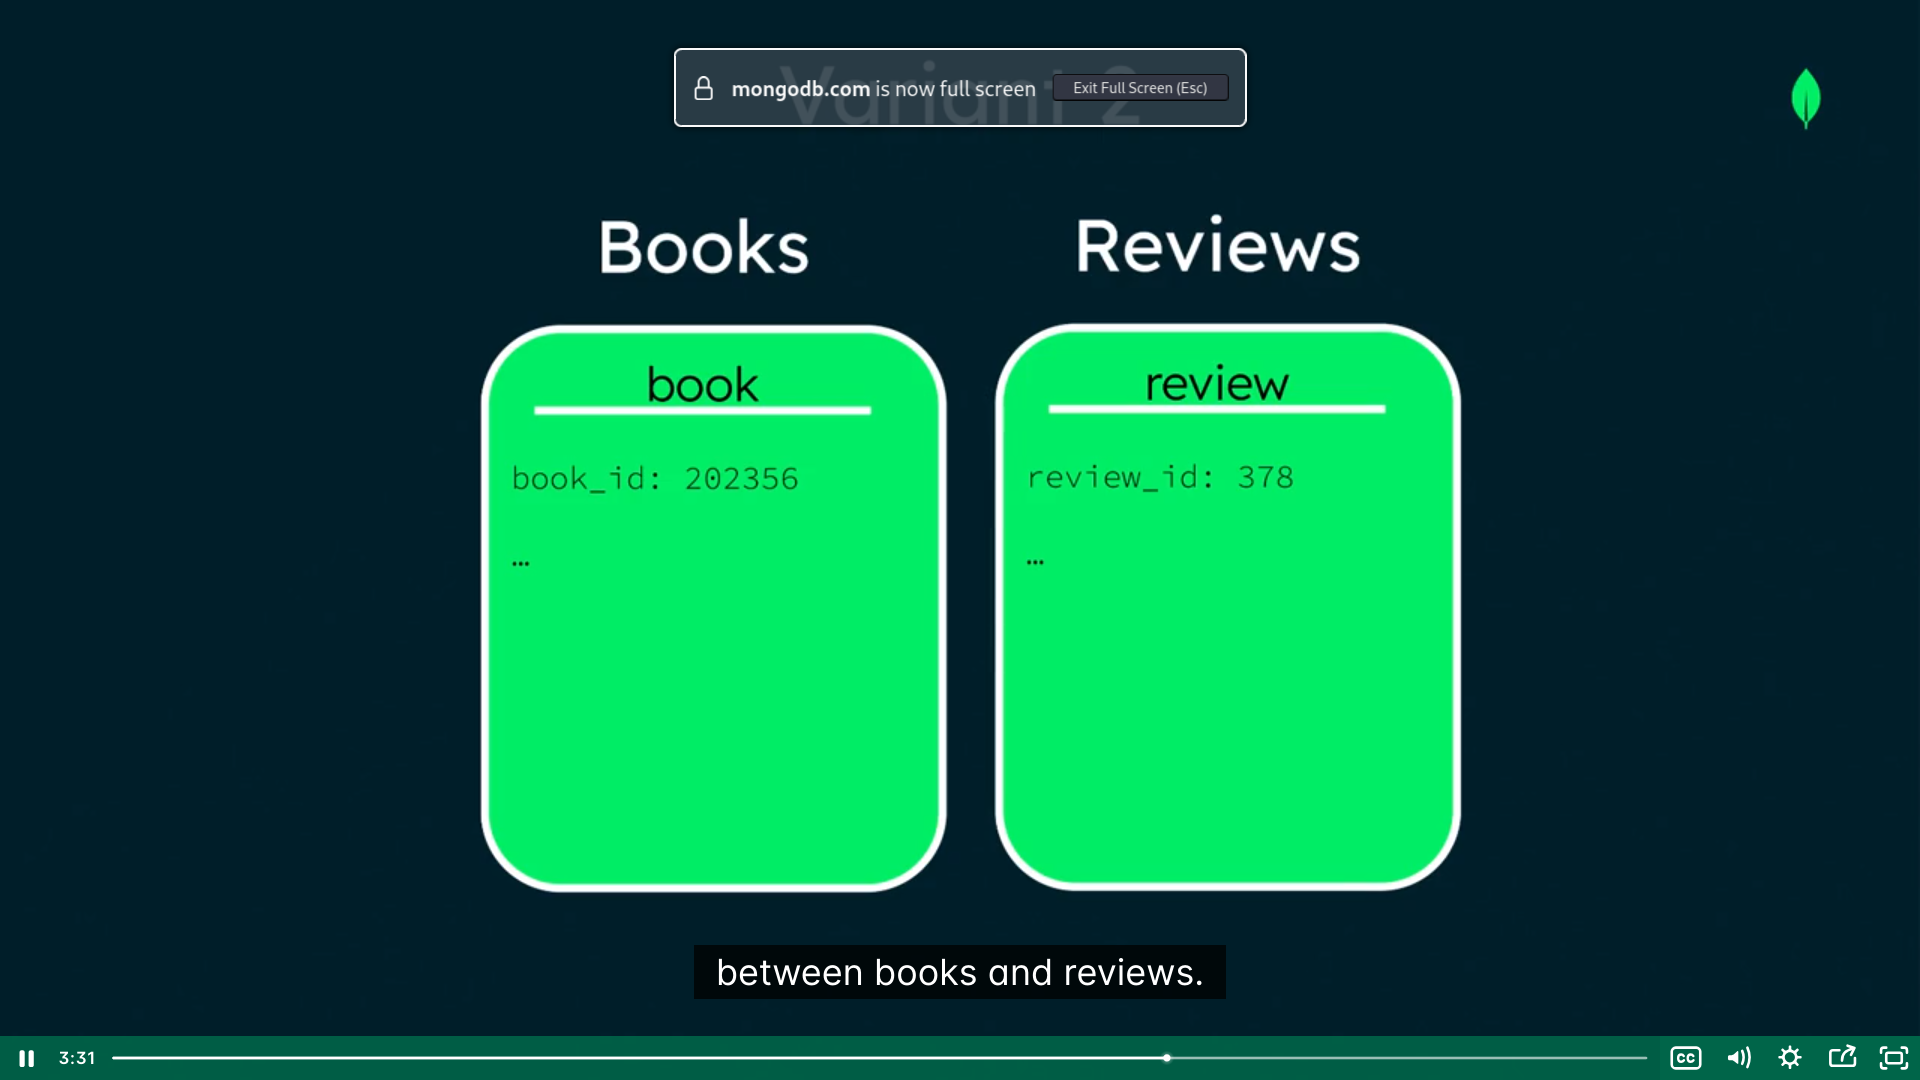 Variant 2
mongodb.com is now full screen
Exit Full Screen (Esc)
Books
Reviews
book
review
book_id: 202356
review_id: 378
...
...
between books and reviews.
3:31
CC